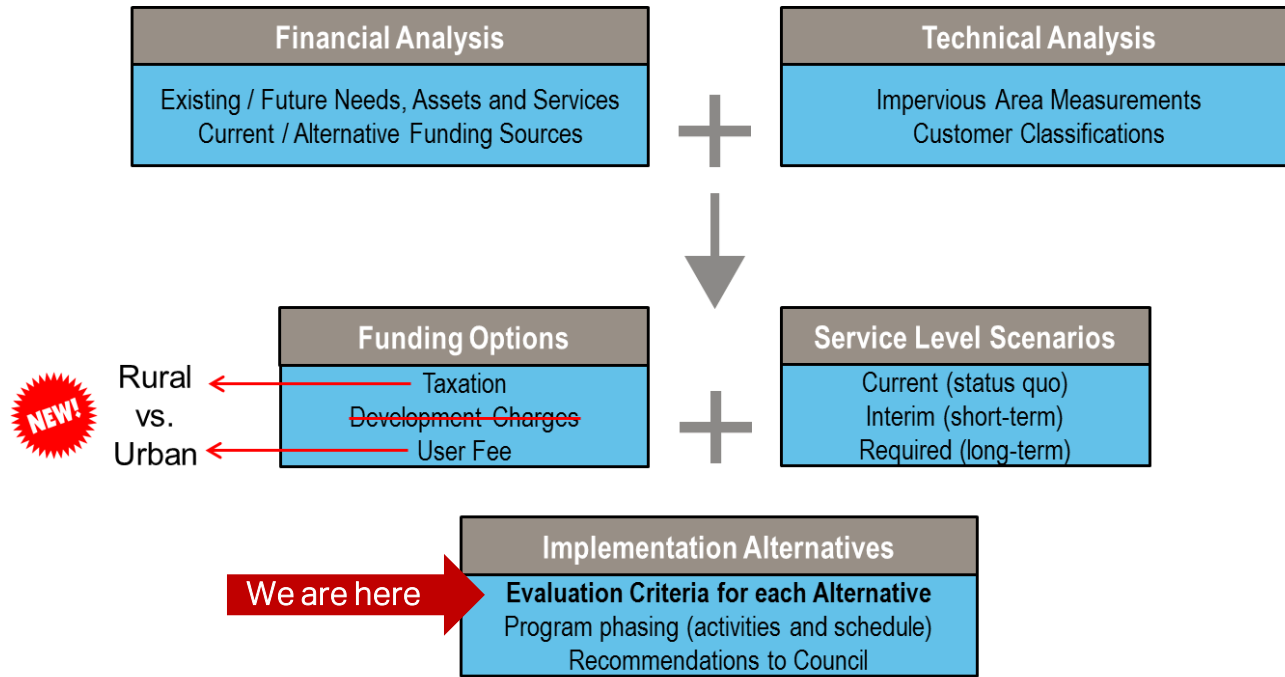 Financial Analysis
Existing / Future Needs, Assets and Services
Current / Alternative Funding Sources
Technical Analysis
Impervious Area Measurements
Customer Classifications
NEW!
Rural
vs.
Urban
Funding Options
Taxation
Development Charges
User Fee
Service Level Scenarios
Current (status quo)
Interim (short-term)
Required (long-term)
We are here
Implementation Alternatives
Evaluation Criteria for each Alternative
Program phasing (activities and schedule)
Recommendations to Council